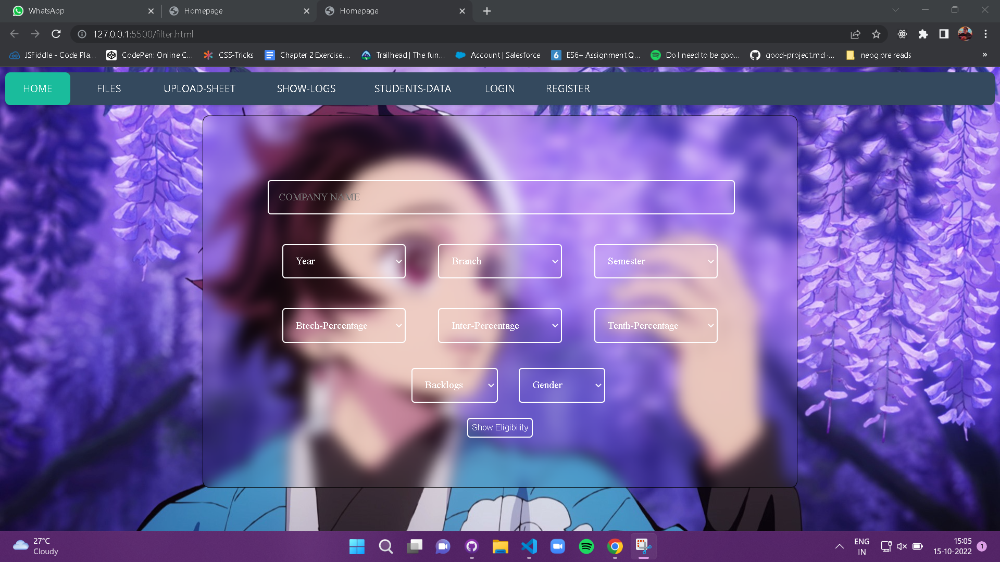 WhatsApp
Homepage
Homepage
127.0.0.1:5500/filter.html
JSFiddle - Code Pla...
CodePen: Online C...
CSS-Tricks
Chapter 2 Exercise....
Trailhead | The fun...
Account | Salesforce
6
ES6+ Assignment Q...
Do I need to be goo...
good-project.md ·...
neog pre reads
»
HOME
FILES
UPLOAD-SHEET
SHOW-LOGS
STUDENTS-DATA
LOGIN
REGISTER
COMPANY NAME
Year
Branch
Semester
Btech-Percentage
Inter-Percentage
Tenth-Percentage
Backlogs
Gender
Show Eligibility
27°C
Cloudy
ENG
IN
15:05
15-10-2022
1